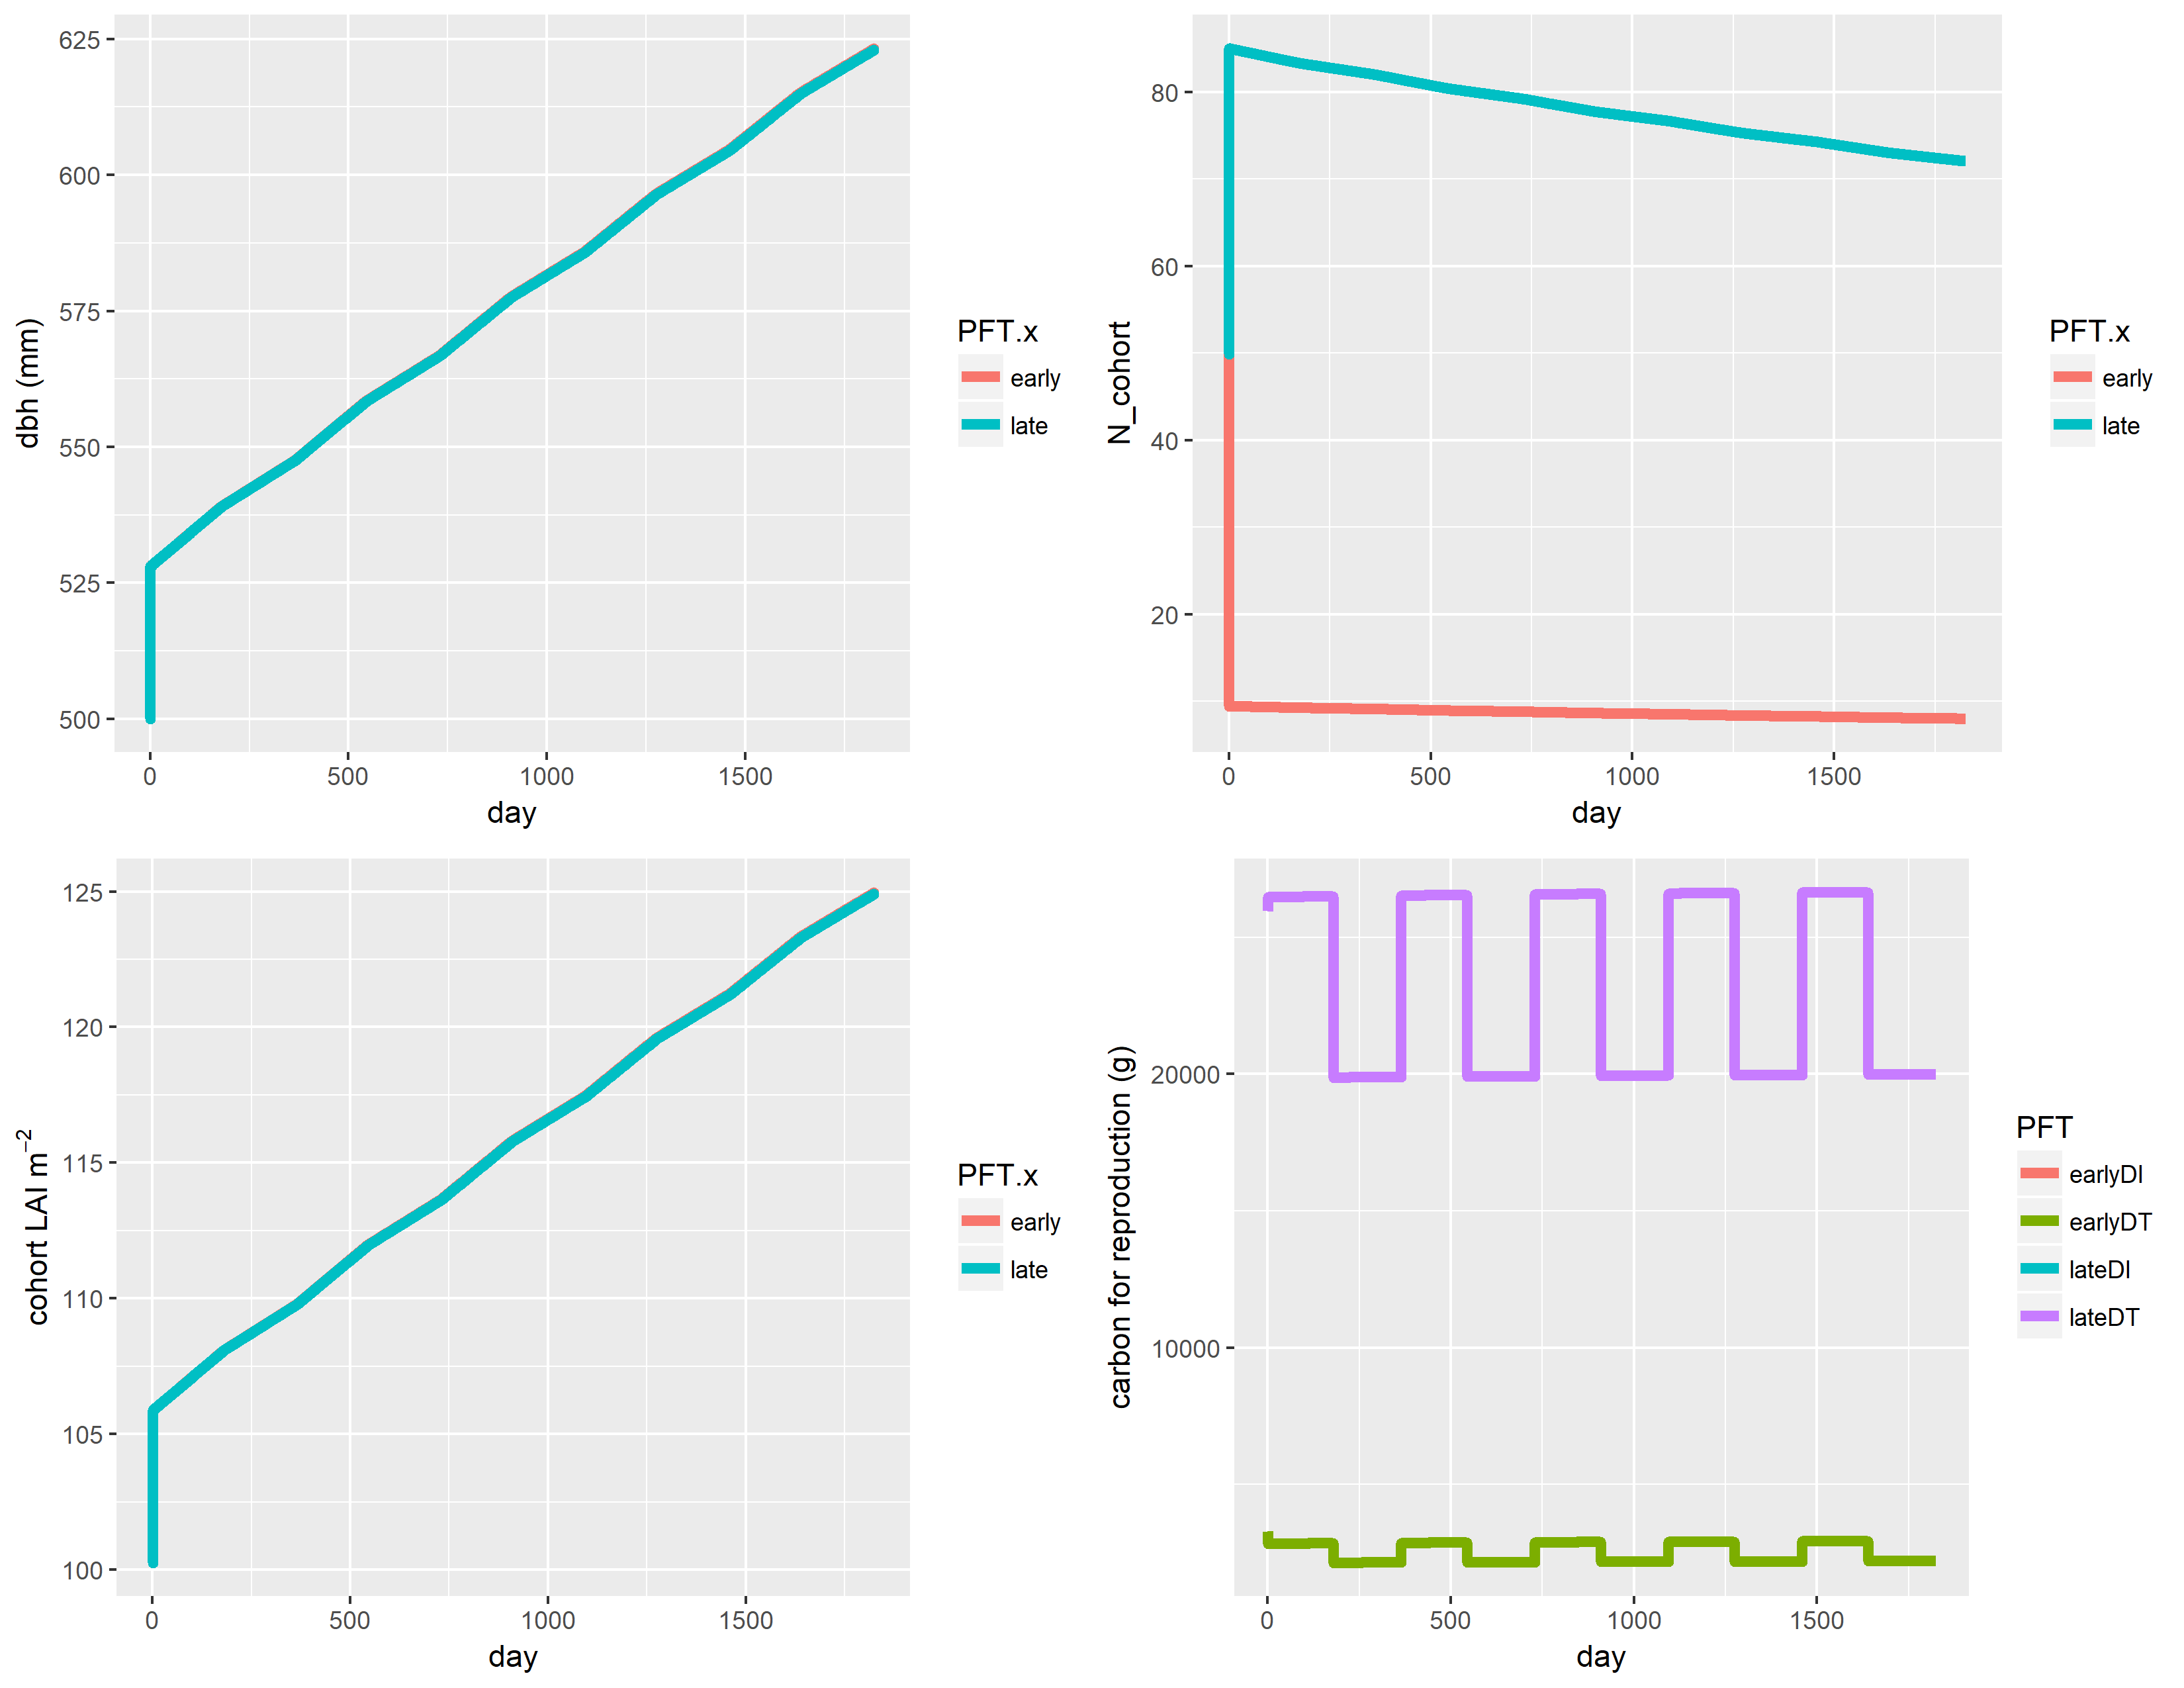 625
600
575
550
525
500
dbh (mm)
0 500 1000 1500
day
PFT.x
early
late
80
60
40
20
N_cohort
0 500 1000 1500
day
PFT.x
early
late
125
120
115
110
105
100
cohort LAI m⁻²
0 500 1000 1500
day
PFT.x
early
late
20000
10000
carbon for reproduction (g)
0 500 1000 1500
day
PFT
earlyDI
earlyDT
lateDI
lateDT